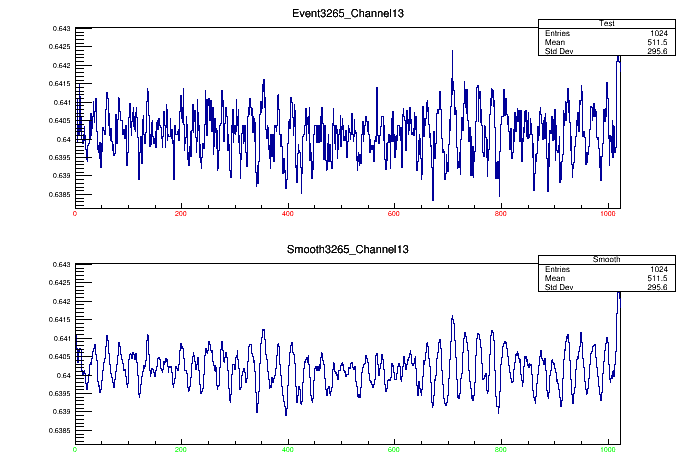 Event3265_Channel13
Test
Entries 1024
Mean 511.5
Std Dev 295.6
0.643
0.6425
0.642
0.6415
0.641
0.6405
0.64
0.6395
0.639
0.6385
0 200 400 600 800 1000
Smooth3265_Channel13
Smooth
Entries 1024
Mean 511.5
Std Dev 295.6
0.643
0.6425
0.642
0.6415
0.641
0.6405
0.64
0.6395
0.639
0.6385
0 200 400 600 800 1000